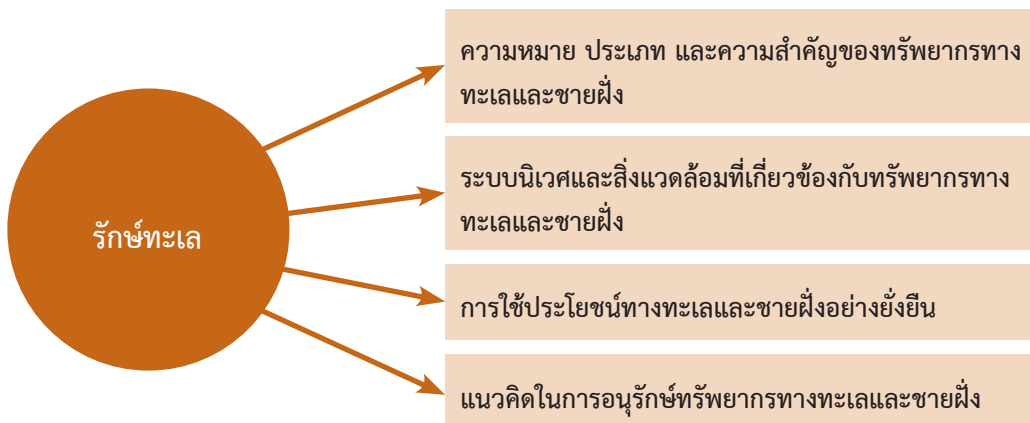 รักษ์ทะเล
ความหมาย ประเภท และความสำคัญของทรัพยากรทาง
ทะเลและชายฝั่ง
ระบบนิเวศและสิ่งแวดล้อมที่เกี่ยวข้องกับทรัพยากรทาง
ทะเลและชายฝั่ง
การใช้ประโยชน์ทางทะเลและชายฝั่งอย่างยั่งยืน
แนวคิดในการอนุรักษ์ทรัพยากรทางทะเลและชายฝั่ง